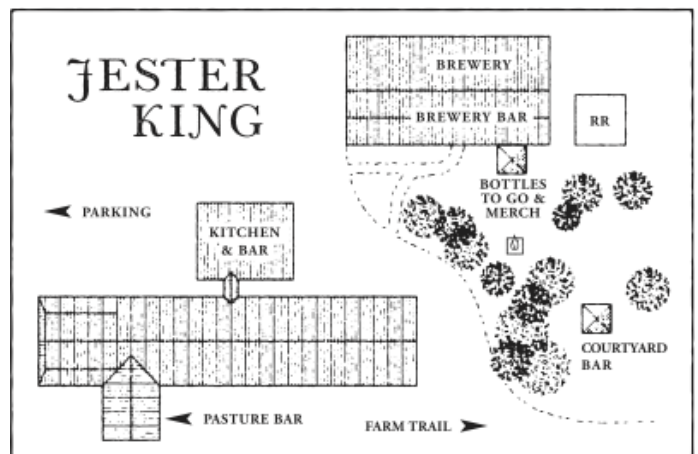 JESTER
KING
BREWERY
BREWERY BAR
RR
BOTTLES
TO GO &
MERCH
PARKING
KITCHEN
& BAR
COURTYARD
BAR
PASTURE BAR
FARM TRAIL